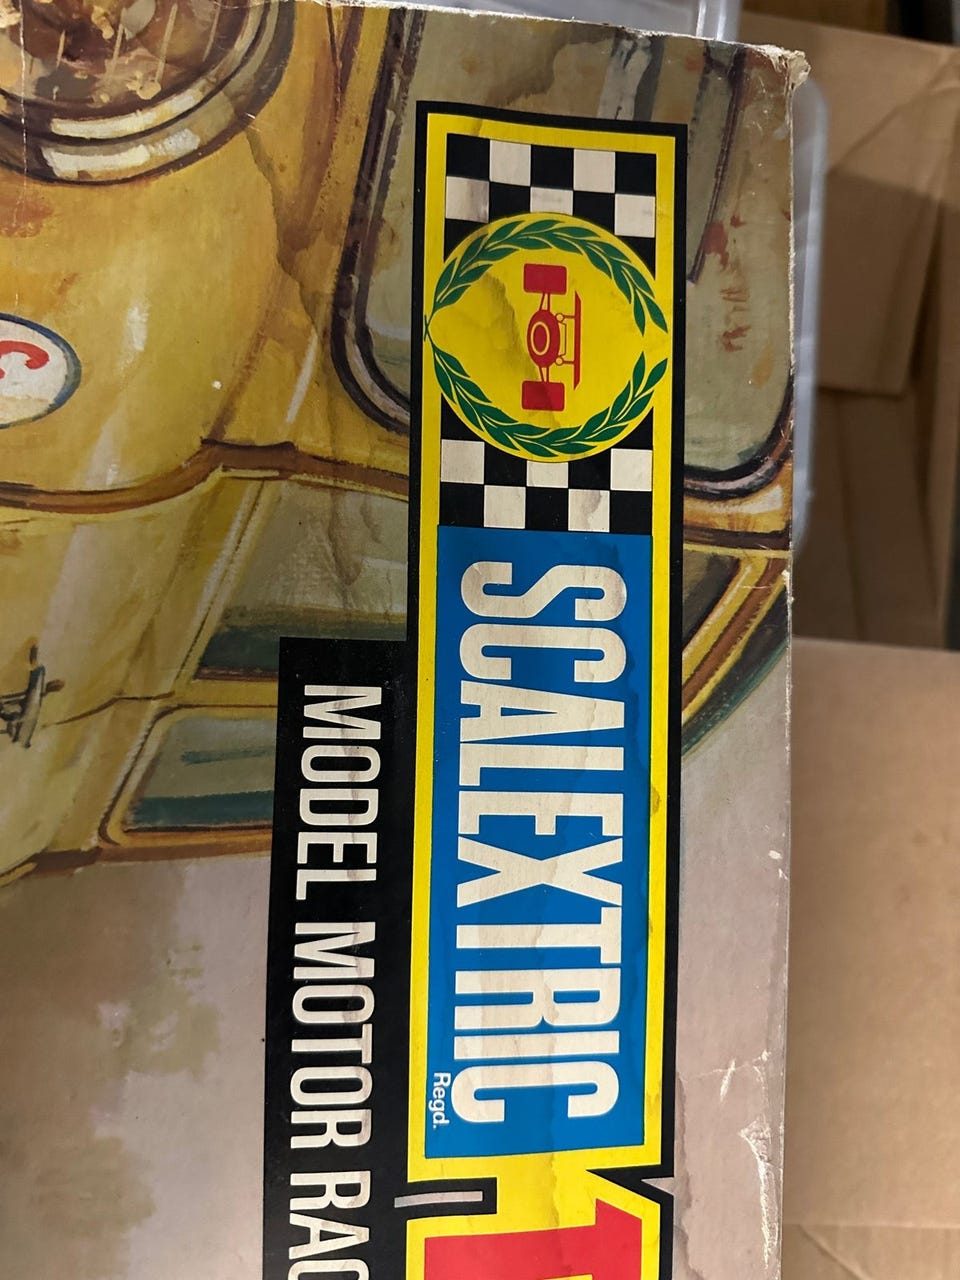 SCALEXTRIC
Regd.
MODEL MOTOR RAC